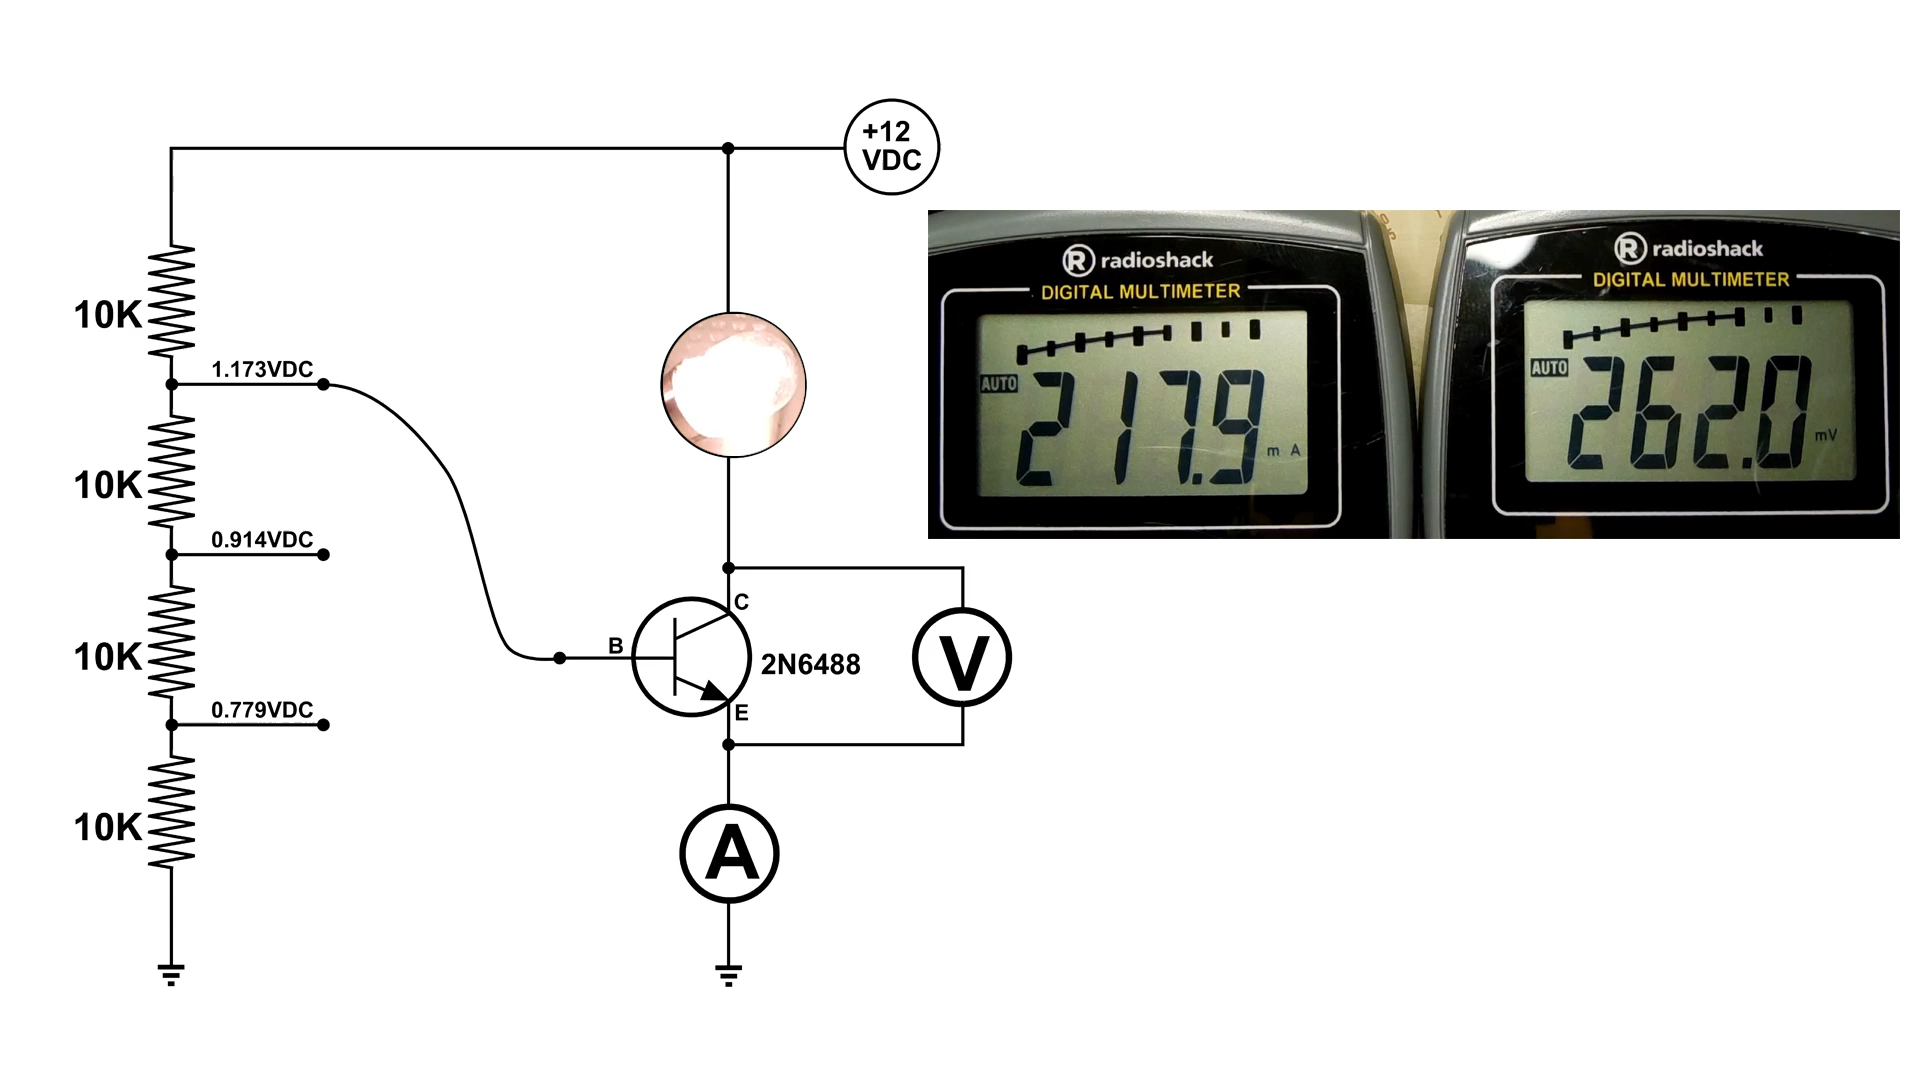 +12
VDC
10K
1.173VDC
10K
0.914VDC
10K
0.779VDC
10K
B
C
E
2N6488
V
A
R radioshack
DIGITAL MULTIMETER
AUTO
217.9
m A
R radioshack
DIGITAL MULTIMETER
AUTO
262.0
mV